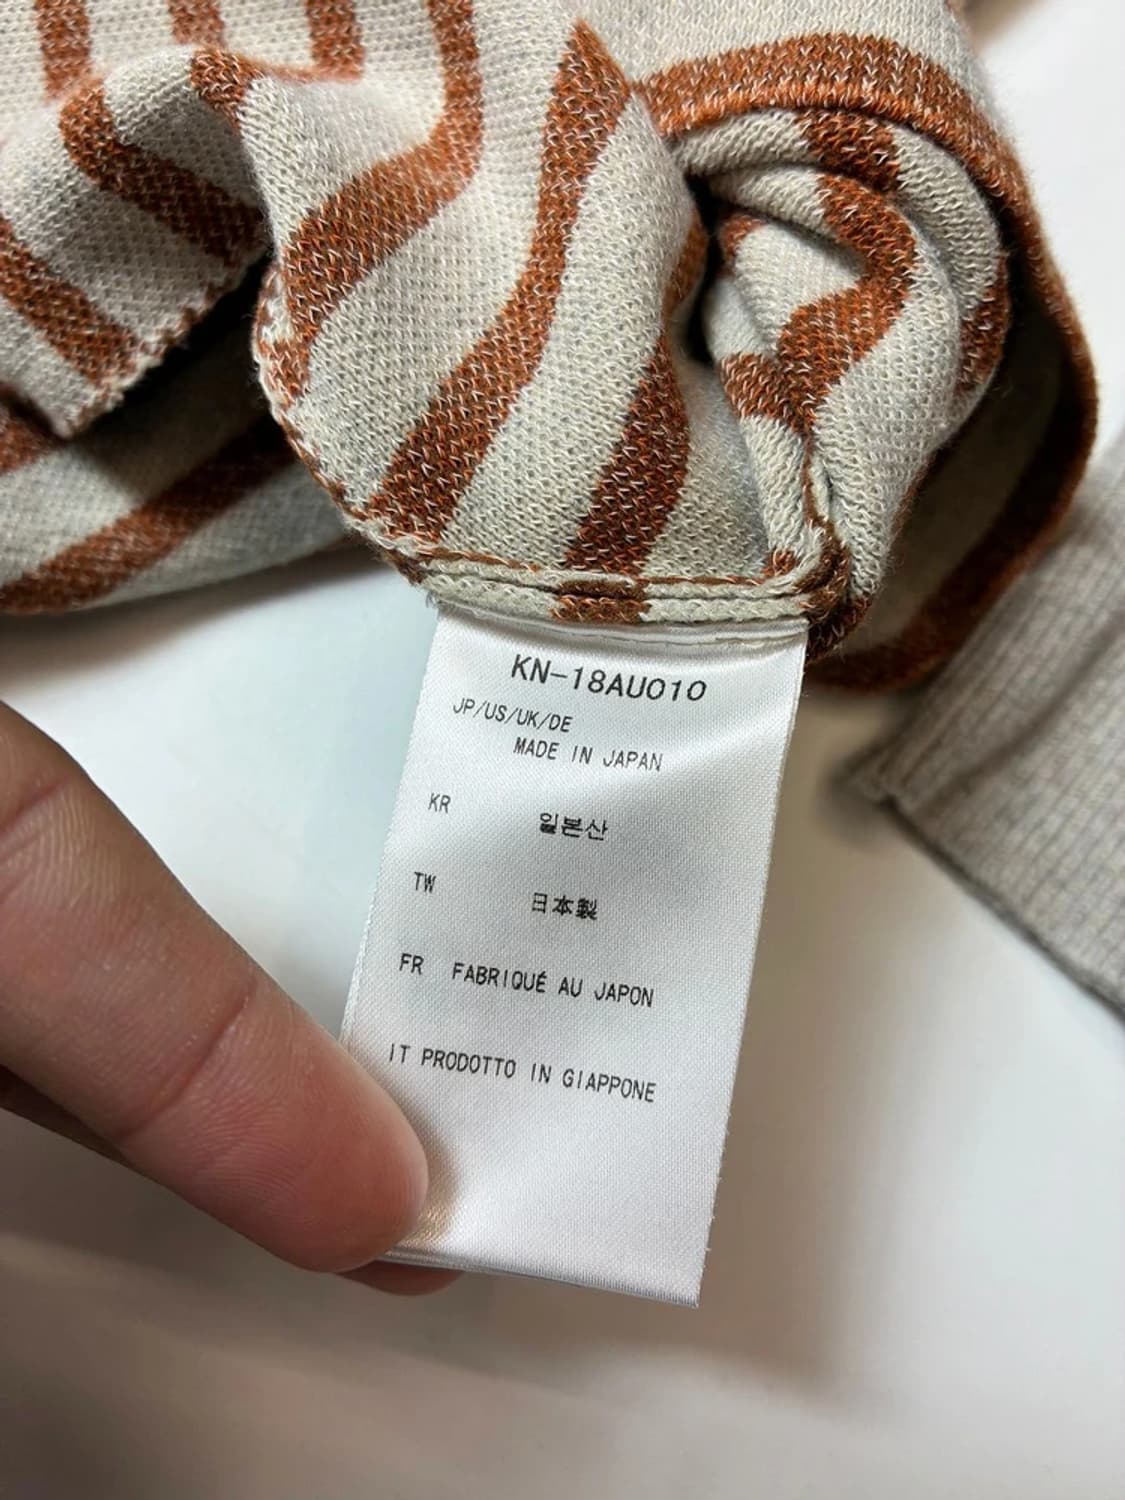 KN-18AU010
JP/US/UK/DE
MADE IN JAPAN
KR 일본산
TW 日本製
FR FABRIQUÉ AU JAPON
IT PRODOTTO IN GIAPPONE